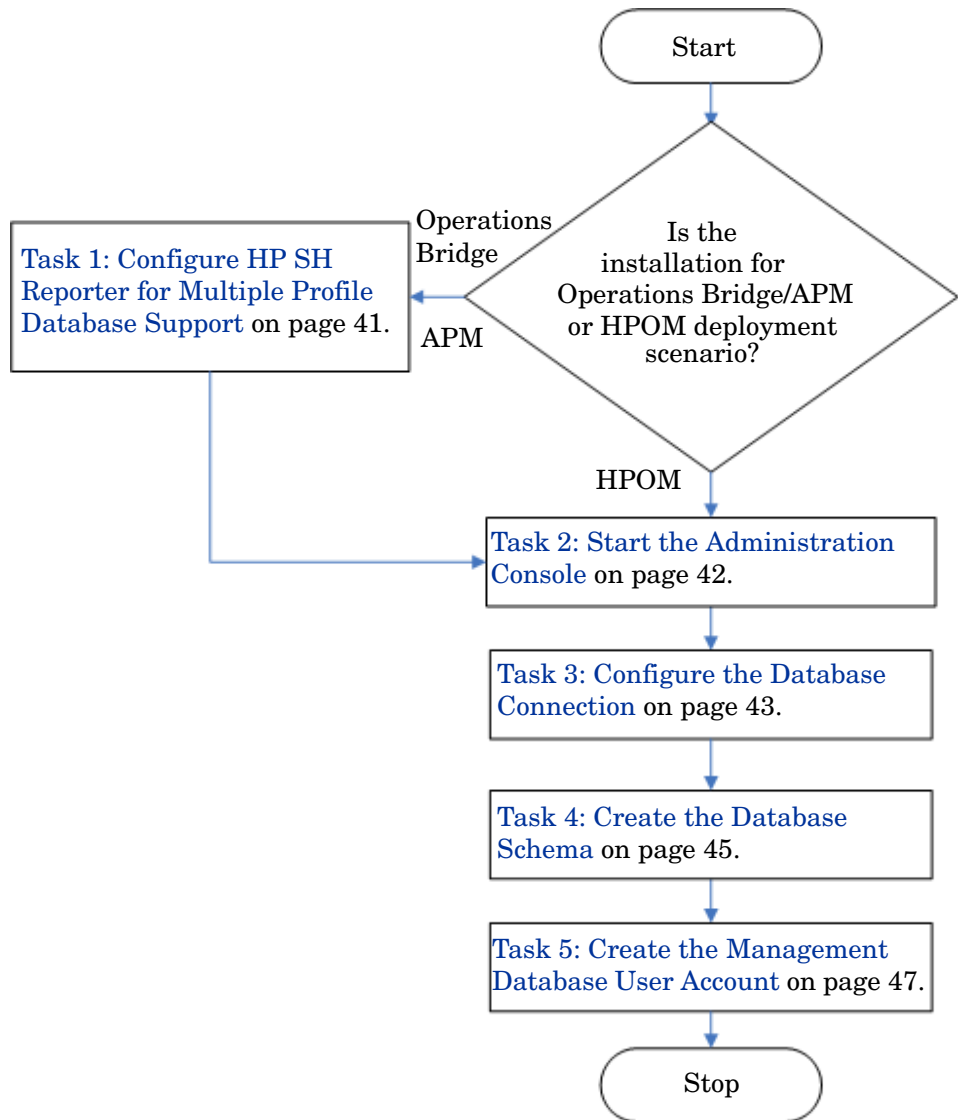 Start
Is the
installation for
Operations Bridge/APM
or HPOM deployment
scenario?
Operations
Bridge
APM
Task 1: Configure HP SH
Reporter for Multiple Profile
Database Support on page 41.
HPOM
Task 2: Start the Administration
Console on page 42.
Task 3: Configure the Database
Connection on page 43.
Task 4: Create the Database
Schema on page 45.
Task 5: Create the Management
Database User Account on page 47.
Stop